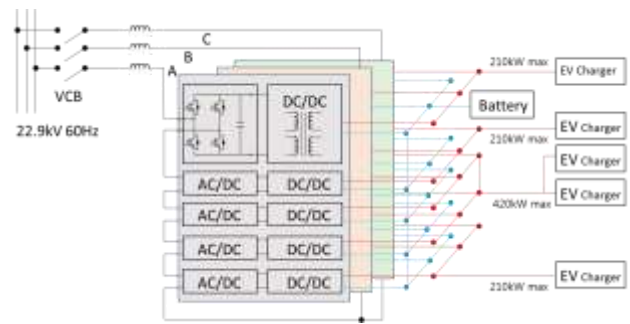 C
B
A
VCB
22.9kV 60Hz
DC/DC
AC/DC DC/DC
AC/DC DC/DC
AC/DC DC/DC
AC/DC DC/DC
210kW max
EV Charger
Battery
210kW max
EV Charger
EV Charger
420kW max
EV Charger
210kW max
EV Charger